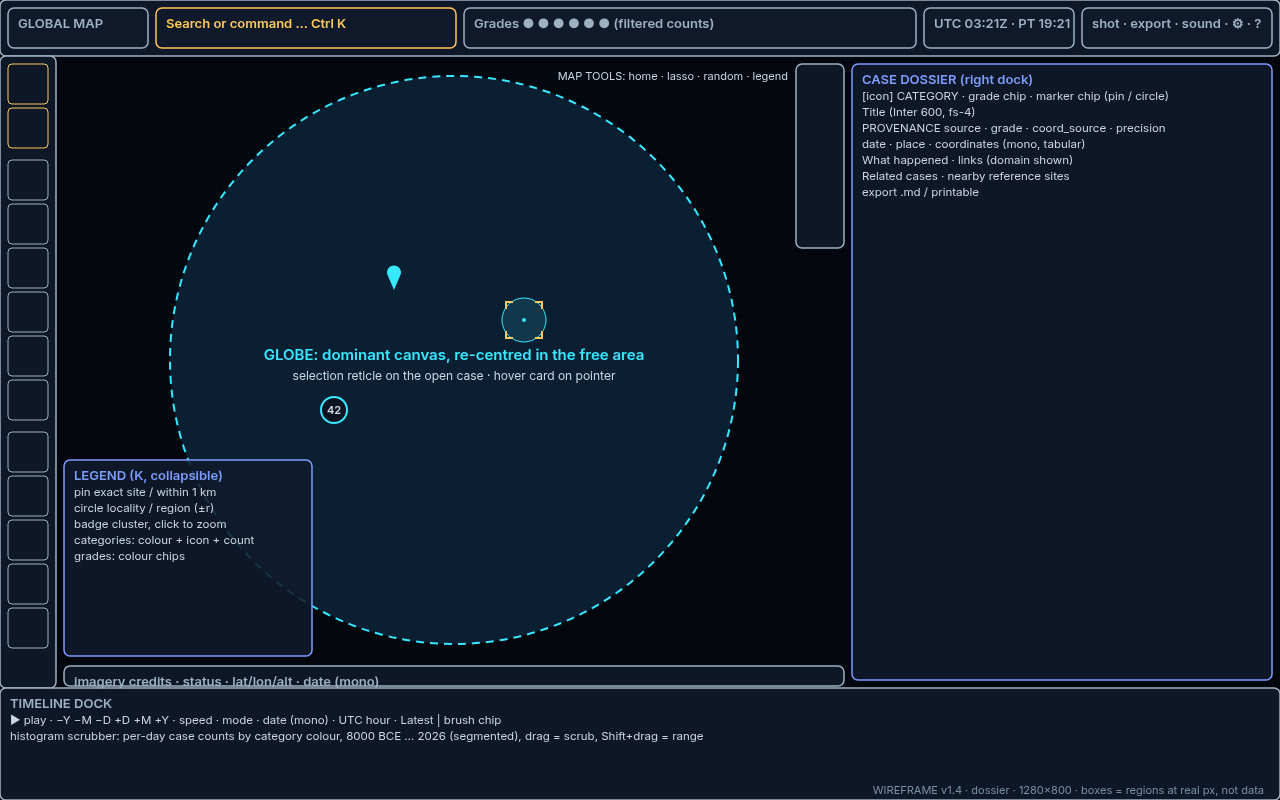 GLOBAL MAP
Search or command … Ctrl K
Grades ● ● ● ● ● ● (filtered counts)
UTC 03:21Z · PT 19:21
shot · export · sound · ⚙ · ?
MAP TOOLS: home · lasso · random · legend
CASE DOSSIER (right dock)
[icon] CATEGORY · grade chip · marker chip (pin / circle)
Title (Inter 600, fs-4)
PROVENANCE source · grade · coord_source · precision
date · place · coordinates (mono, tabular)
What happened · links (domain shown)
Related cases · nearby reference sites
export .md / printable
GLOBE: dominant canvas, re-centred in the free area
selection reticle on the open case · hover card on pointer
42
LEGEND (K, collapsible)
pin exact site / within 1 km
circle locality / region (±r)
badge cluster, click to zoom
categories: colour + icon + count
grades: colour chips
Imagery credits · status · lat/lon/alt · date (mono)
TIMELINE DOCK
▶ play · −Y −M −D +D +M +Y · speed · mode · date (mono) · UTC hour · Latest | brush chip
histogram scrubber: per-day case counts by category colour, 8000 BCE … 2026 (segmented), drag = scrub, Shift+drag = range
WIREFRAME v1.4 · dossier · 1280×800 · boxes = regions at real px, not data